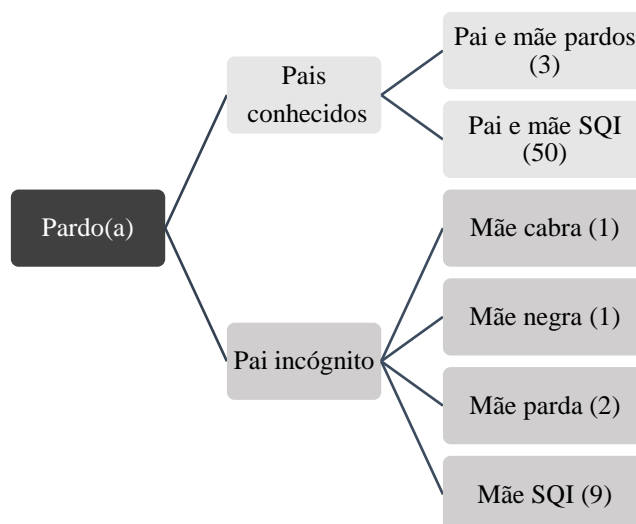 Pardo(a)
Pais
conhecidos
Pai e mãe pardos
(3)
Pai e mãe SQI
(50)
Pai incógnito
Mãe cabra (1)
Mãe negra (1)
Mãe parda (2)
Mãe SQI (9)